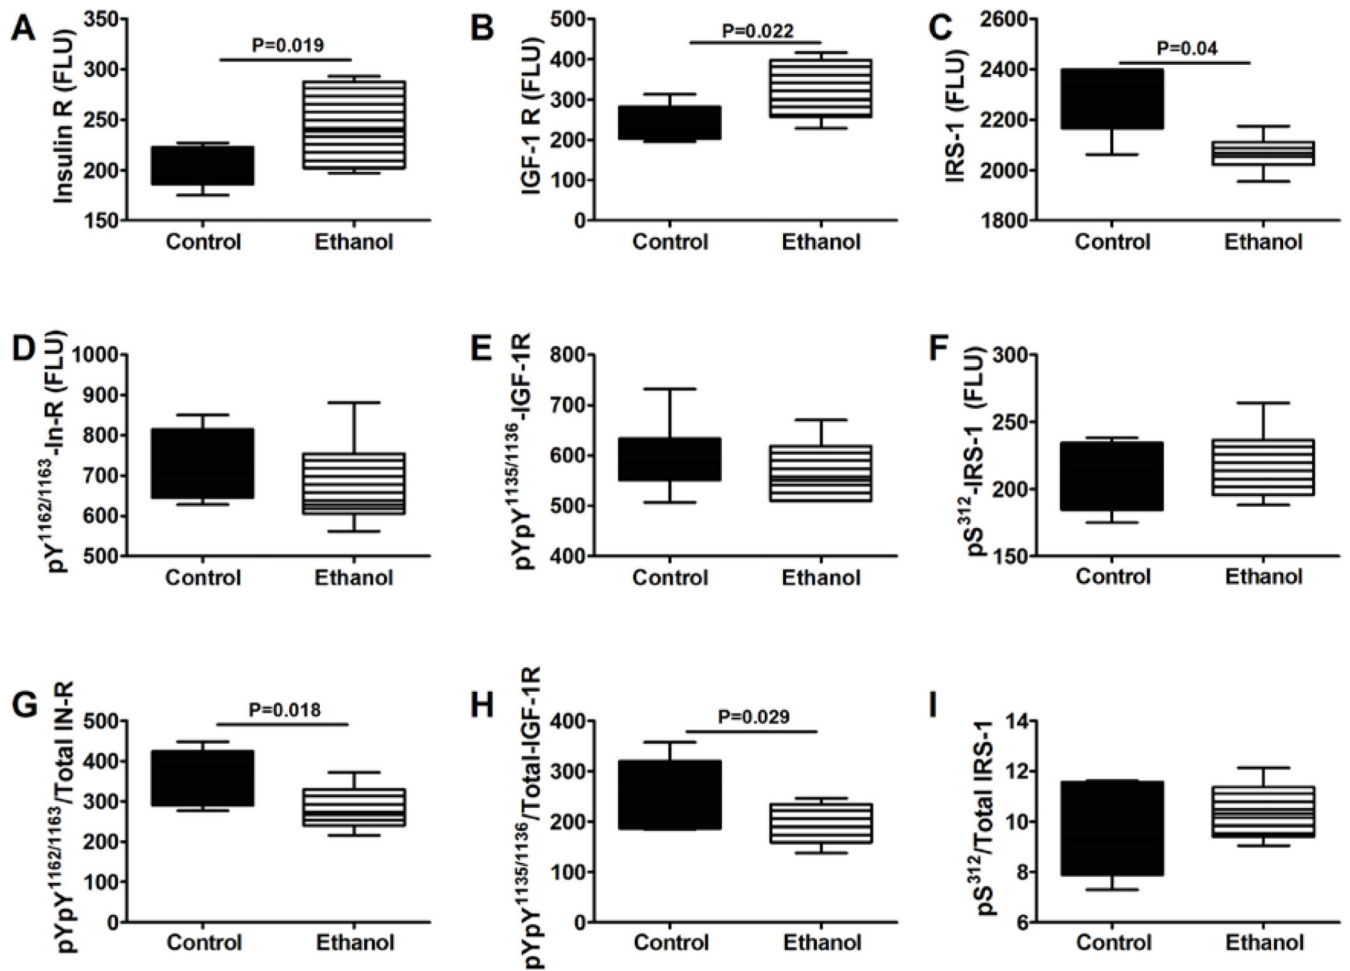 A
Insulin R (FLU)
350
300
250
200
150
P=0.019
Control
Ethanol
B
IGF-1 R (FLU)
500
400
300
200
100
0
P=0.022
Control
Ethanol
C
IRS-1 (FLU)
2600
2400
2200
2000
1800
P=0.04
Control
Ethanol
D
pY1162/1163-In-R (FLU)
1000
900
800
700
600
500
Control
Ethanol
E
pYpY1135/1136-IGF-1R
800
700
600
500
400
Control
Ethanol
F
pS312-IRS-1 (FLU)
300
250
200
150
Control
Ethanol
G
pYpY1162/1163/Total IN-R
500
400
300
200
100
0
P=0.018
Control
Ethanol
H
pYpY1135/1136/Total-IGF-1R
400
300
200
100
0
P=0.029
Control
Ethanol
I
pS312/Total IRS-1
14
12
10
8
6
Control
Ethanol